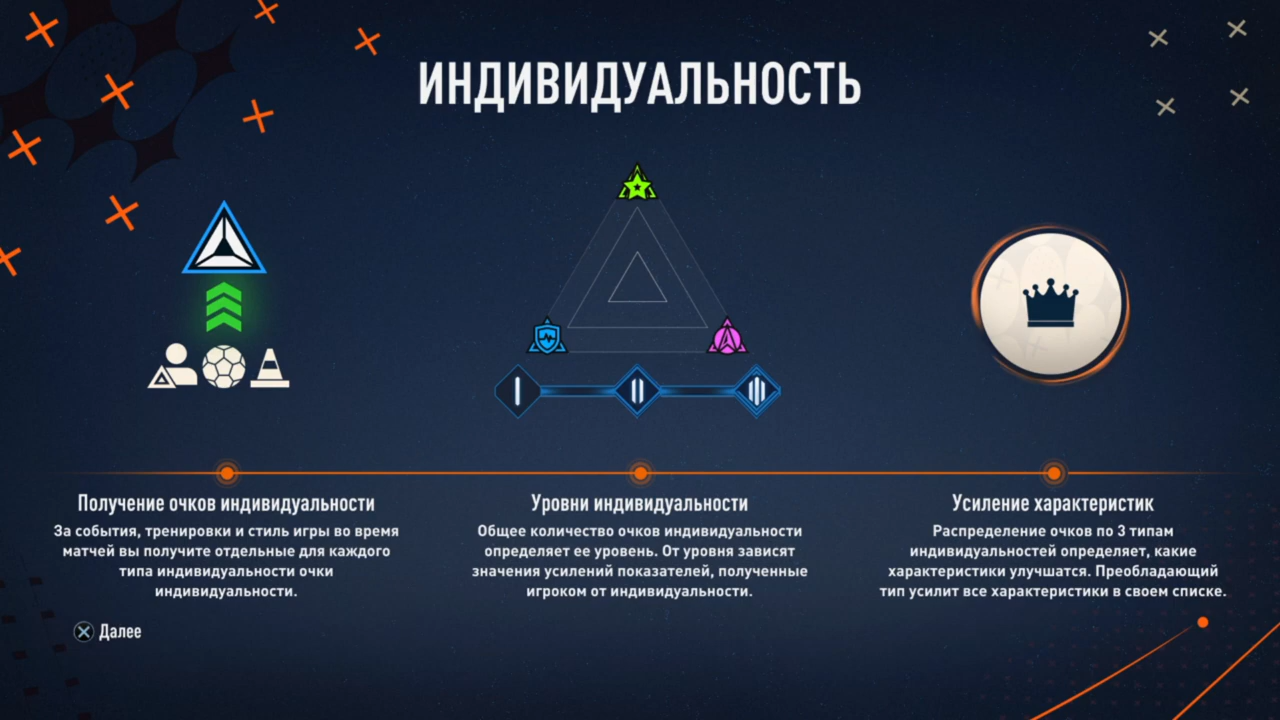 ИНДИВИДУАЛЬНОСТЬ
Получение очков индивидуальности
За события, тренировки и стиль игры во время
матчей вы получите отдельные для каждого
типа индивидуальности очки
индивидуальности.
Уровни индивидуальности
Общее количество очков индивидуальности
определяет ее уровень. От уровня зависят
значения усилений показателей, полученные
игроком от индивидуальности.
Усиление характеристик
Распределение очков по 3 типам
индивидуальностей определяет, какие
характеристики улучшатся. Преобладающий
тип усилит все характеристики в своем списке.
Далее